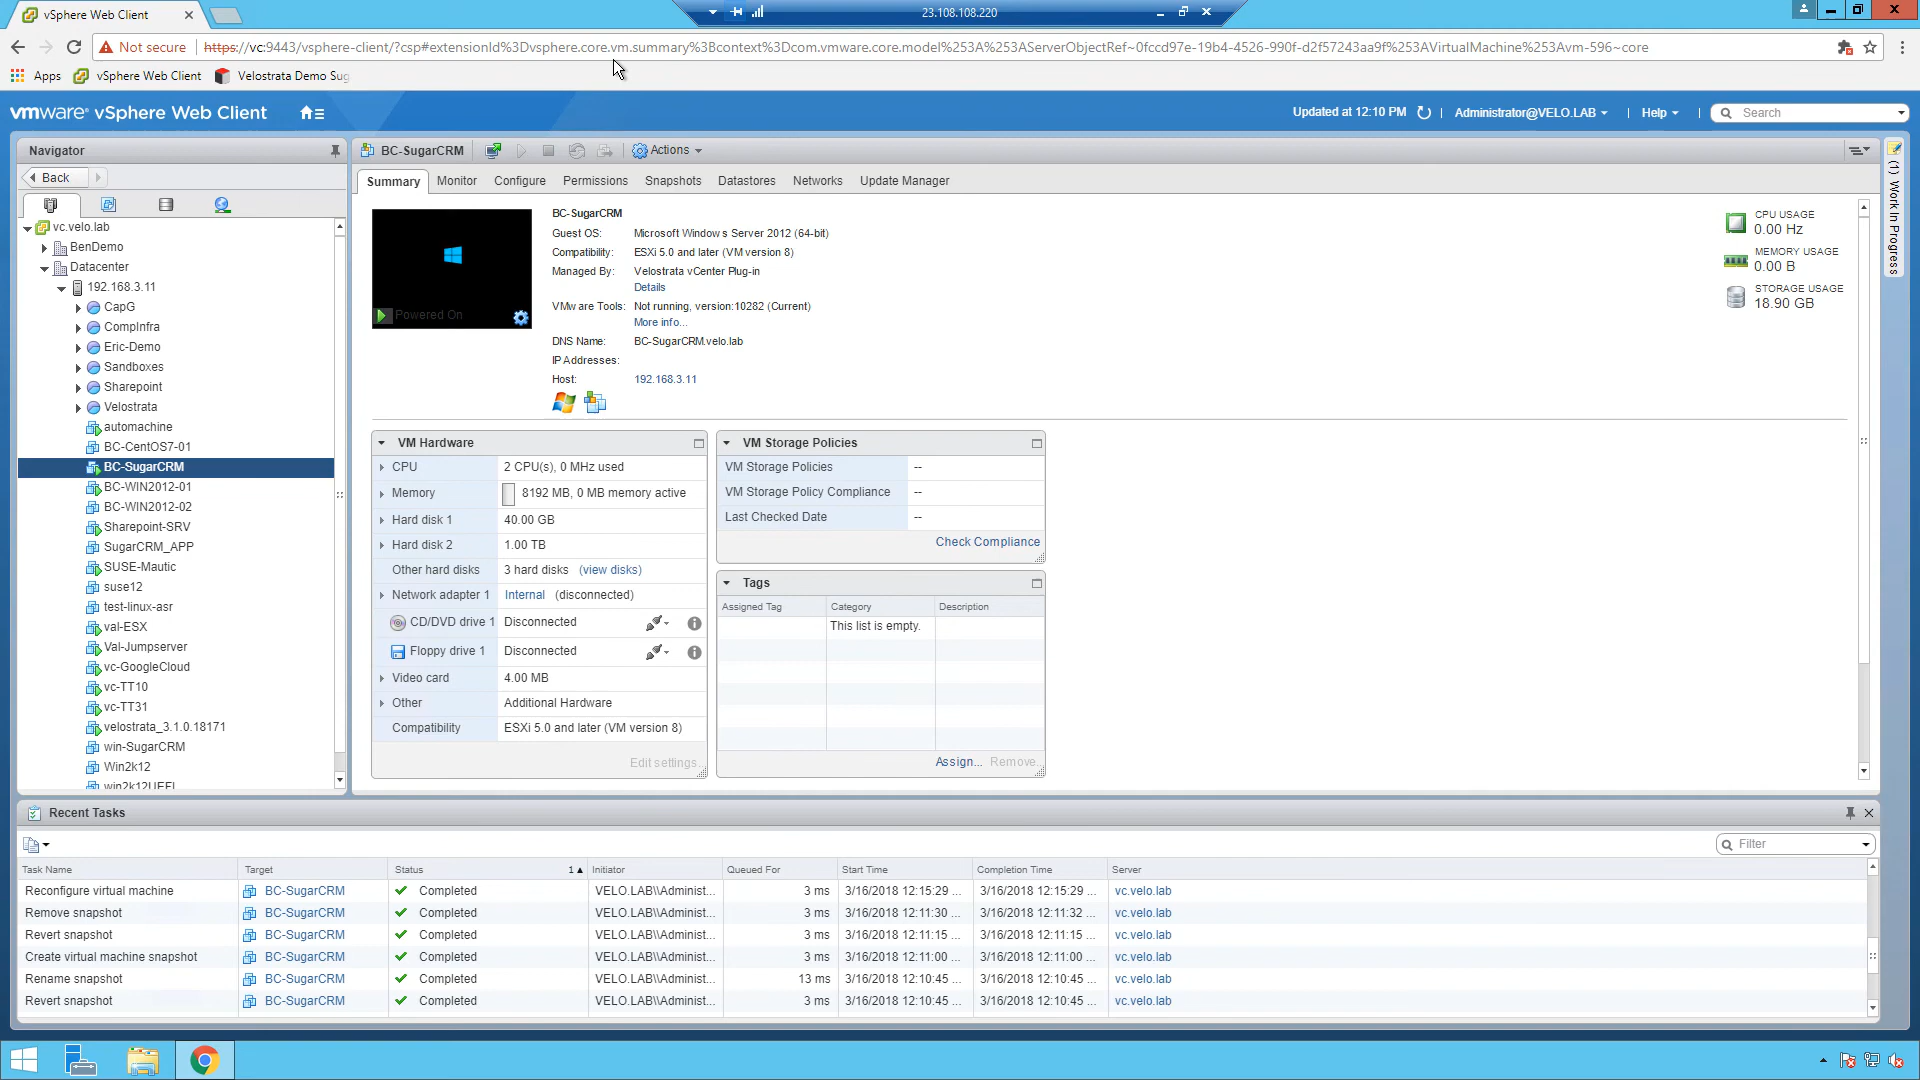 vSphere Web Client
23.108.108.220
Not secure
https://vc:9443/vsphere-client/?csp#extensionId%3Dvsphere.core.vm.summary%3Bcontext%3Dcom.vmware.core.model%253A%253AServerObjectRef~0fccd97e-19b4-4526-990f-d2f57243aa9f%253AVirtualMachine%253Avm-596~core
Apps vSphere Web Client Velostrata Demo Sug
vmware® vSphere Web Client
Updated at 12:10 PM | Administrator@VELO.LAB | Help | Search
Navigator
Back
vc.velo.lab
BenDemo
Datacenter
192.168.3.11
CapG
CompInfra
Eric-Demo
Sandboxes
Sharepoint
Velostrata
automachine
BC-CentOS7-01
BC-SugarCRM
BC-WIN2012-01
BC-WIN2012-02
Sharepoint-SRV
SugarCRM_APP
SUSE-Mautic
suse12
test-linux-asr
val-ESX
Val-Jumpserver
vc-GoogleCloud
vc-TT10
vc-TT31
velostrata_3.1.0.18171
win-SugarCRM
Win2k12
win2k12UEFI
BC-SugarCRM Actions
Summary Monitor Configure Permissions Snapshots Datastores Networks Update Manager
Powered On
BC-SugarCRM
Guest OS: Microsoft Windows Server 2012 (64-bit)
Compatibility: ESXi 5.0 and later (VM version 8)
Managed By: Velostrata vCenter Plug-in
Details
VMware Tools: Not running, version:10282 (Current)
More info...
DNS Name: BC-SugarCRM.velo.lab
IP Addresses:
Host: 192.168.3.11
CPU USAGE
0.00 Hz
MEMORY USAGE
0.00 B
STORAGE USAGE
18.90 GB
(1) Work In Progress
VM Hardware
CPU 2 CPU(s), 0 MHz used
Memory 8192 MB, 0 MB memory active
Hard disk 1 40.00 GB
Hard disk 2 1.00 TB
Other hard disks 3 hard disks (view disks)
Network adapter 1 Internal (disconnected)
CD/DVD drive 1 Disconnected
Floppy drive 1 Disconnected
Video card 4.00 MB
Other Additional Hardware
Compatibility ESXi 5.0 and later (VM version 8)
Edit settings...
VM Storage Policies
VM Storage Policies --
VM Storage Policy Compliance --
Last Checked Date --
Check Compliance
Tags
Assigned Tag Category Description
This list is empty.
Assign... Remove...
Recent Tasks
Filter
Task Name Target Status 1 Initiator Queued For Start Time Completion Time Server
Reconfigure virtual machine BC-SugarCRM Completed VELO.LAB\\Administ... 3 ms 3/16/2018 12:15:29 ... 3/16/2018 12:15:29 ... vc.velo.lab
Remove snapshot BC-SugarCRM Completed VELO.LAB\\Administ... 3 ms 3/16/2018 12:11:30 ... 3/16/2018 12:11:32 ... vc.velo.lab
Revert snapshot BC-SugarCRM Completed VELO.LAB\\Administ... 3 ms 3/16/2018 12:11:15 ... 3/16/2018 12:11:15 ... vc.velo.lab
Create virtual machine snapshot BC-SugarCRM Completed VELO.LAB\\Administ... 3 ms 3/16/2018 12:11:00 ... 3/16/2018 12:11:00 ... vc.velo.lab
Rename snapshot BC-SugarCRM Completed VELO.LAB\\Administ... 13 ms 3/16/2018 12:10:45 ... 3/16/2018 12:10:45 ... vc.velo.lab
Revert snapshot BC-SugarCRM Completed VELO.LAB\\Administ... 3 ms 3/16/2018 12:10:45 ... 3/16/2018 12:10:45 ... vc.velo.lab